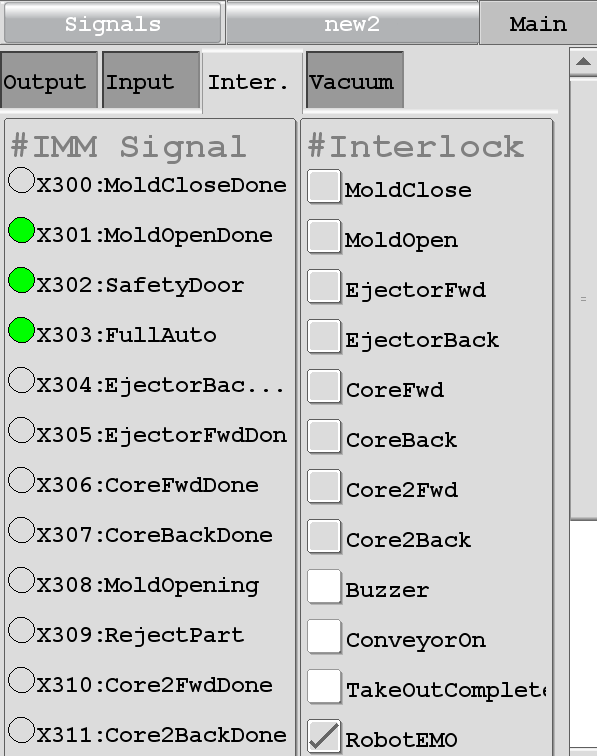 Signals
new2
Main
Output
Input
Inter.
Vacuum
#IMM Signal
X300:MoldCloseDone
X301:MoldOpenDone
X302:SafetyDoor
X303:FullAuto
X304:EjectorBac...
X305:EjectorFwdDon
X306:CoreFwdDone
X307:CoreBackDone
X308:MoldOpening
X309:RejectPart
X310:Core2FwdDone
X311:Core2BackDone
#Interlock
MoldClose
MoldOpen
EjectorFwd
EjectorBack
CoreFwd
CoreBack
Core2Fwd
Core2Back
Buzzer
ConveyorOn
TakeOutComplete
RobotEMO